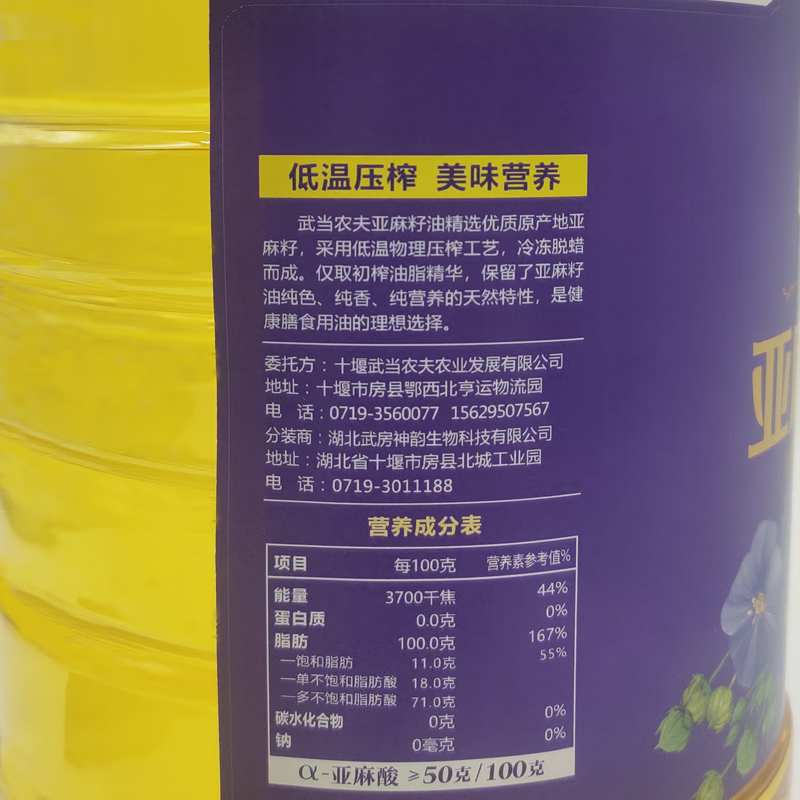 低温压榨 美味营养
武当农夫亚麻籽油精选优质原产地亚
麻籽，采用低温物理压榨工艺，冷冻脱蜡
而成。仅取初榨油脂精华，保留了亚麻籽
油纯色、纯香、纯营养的天然特性，是健
康膳食用油的理想选择。
委托方：十堰武当农夫农业发展有限公司
地址：十堰市房县鄂西北亨运物流园
电 话：0719-3560077 15629507567
分装商：湖北武房神韵生物科技有限公司
地址：湖北省十堰市房县北城工业园
电 话：0719-3011188
营养成分表
项目 每100克 营养素参考值%
能量 3700千焦 44%
蛋白质 0.0克 0%
脂肪 100.0克 167%
—饱和脂肪 11.0克 55%
—单不饱和脂肪酸 18.0克
—多不饱和脂肪酸 71.0克
碳水化合物 0克 0%
钠 0毫克 0%
α-亚麻酸 ≥50克/100克
亚